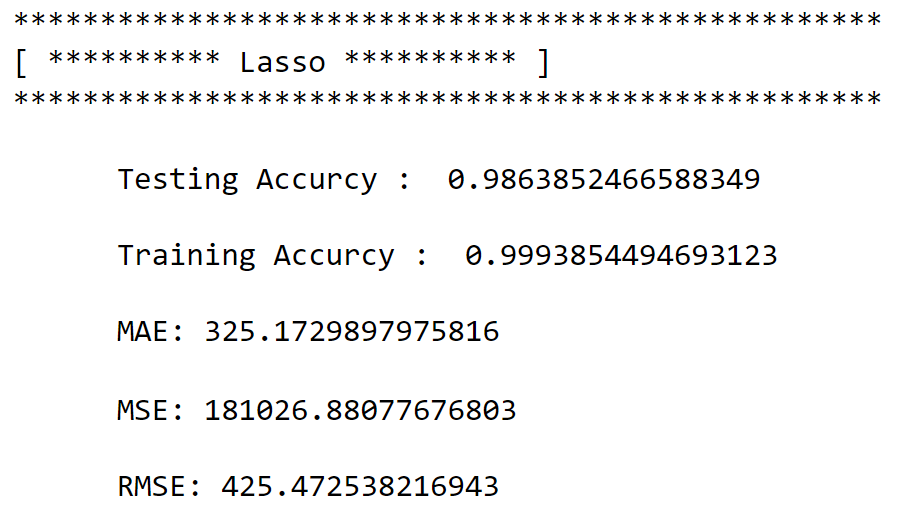 **************************************************
[ ********** Lasso ********** ]
**************************************************
Testing Accurcy :  0.9863852466588349
Training Accurcy :  0.9993854494693123
MAE: 325.1729897975816
MSE: 181026.88077676803
RMSE: 425.472538216943